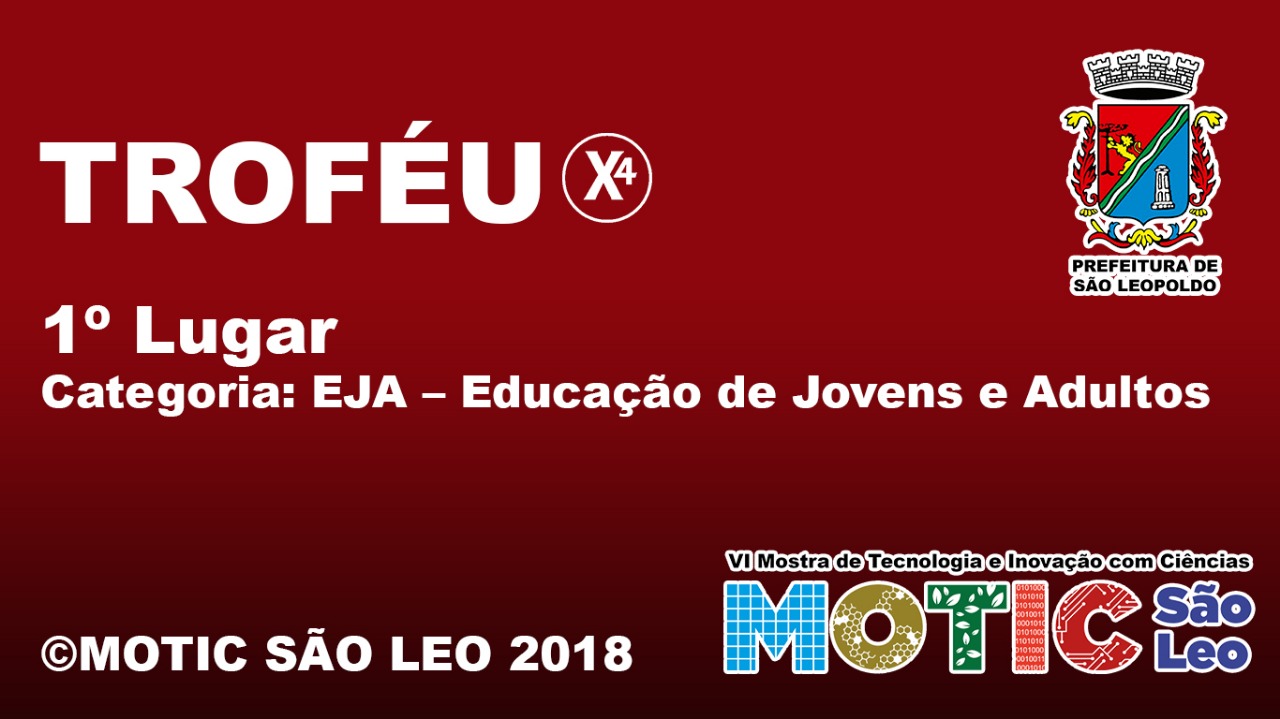 TROFÉU X4
PREFEITURA DE
SÃO LEOPOLDO
1º Lugar
Categoria: EJA – Educação de Jovens e Adultos
VI Mostra de Tecnologia e Inovação com Ciências
MOTIC São Leo
©MOTIC SÃO LEO 2018